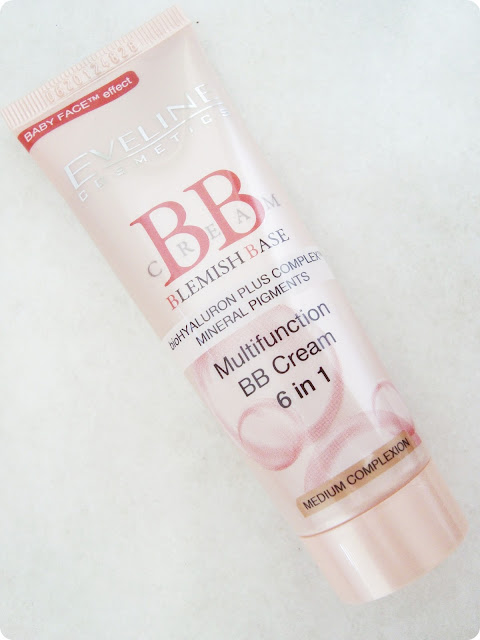 BABY FACE™ effect
EVELINE
COSMETICS
BB
CREAM
BLEMISH BASE
bioHYALURON PLUS COMPLEX
MINERAL PIGMENTS
Multifunction
BB Cream
6 in 1
MEDIUM COMPLEXION